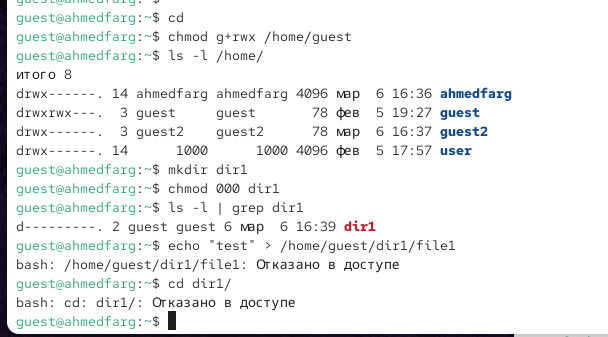 guest@ahmedfarg:~$ cd
guest@ahmedfarg:~$ chmod g+rwx /home/guest
guest@ahmedfarg:~$ ls -l /home/
итого 8
drwx------. 14 ahmedfarg ahmedfarg 4096 мар  6 16:36 ahmedfarg
drwxrwx---.  3 guest     guest       78 фев  5 19:27 guest
drwx------.  3 guest2    guest2      78 мар  6 16:37 guest2
drwx------. 14      1000      1000 4096 фев  5 17:57 user
guest@ahmedfarg:~$ mkdir dir1
guest@ahmedfarg:~$ chmod 000 dir1
guest@ahmedfarg:~$ ls -l | grep dir1
d---------. 2 guest guest 6 мар  6 16:39 dir1
guest@ahmedfarg:~$ echo "test" > /home/guest/dir1/file1
bash: /home/guest/dir1/file1: Отказано в доступе
guest@ahmedfarg:~$ cd dir1/
bash: cd: dir1/: Отказано в доступе
guest@ahmedfarg:~$